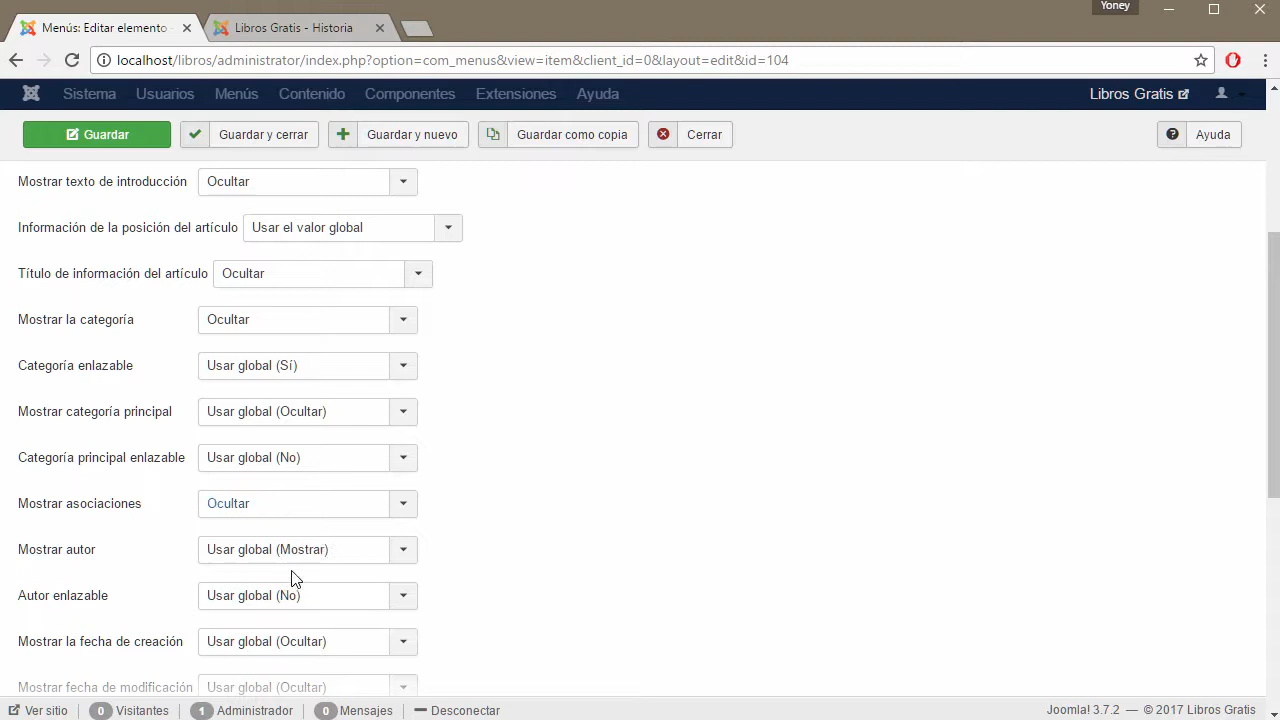 Yoney
Menús: Editar elemento -
Libros Gratis - Historia
localhost/libros/administrator/index.php?option=com_menus&view=item&client_id=0&layout=edit&id=104
Sistema Usuarios Menús Contenido Componentes Extensiones Ayuda Libros Gratis
Guardar Guardar y cerrar Guardar y nuevo Guardar como copia Cerrar Ayuda
Mostrar texto de introducción Ocultar
Información de la posición del artículo Usar el valor global
Título de información del artículo Ocultar
Mostrar la categoría Ocultar
Categoría enlazable Usar global (Sí)
Mostrar categoría principal Usar global (Ocultar)
Categoría principal enlazable Usar global (No)
Mostrar asociaciones Ocultar
Mostrar autor Usar global (Mostrar)
Autor enlazable Usar global (No)
Mostrar la fecha de creación Usar global (Ocultar)
Mostrar fecha de modificación Usar global (Ocultar)
Ver sitio 0 Visitantes 1 Administrador 0 Mensajes Desconectar Joomla! 3.7.2 — © 2017 Libros Gratis